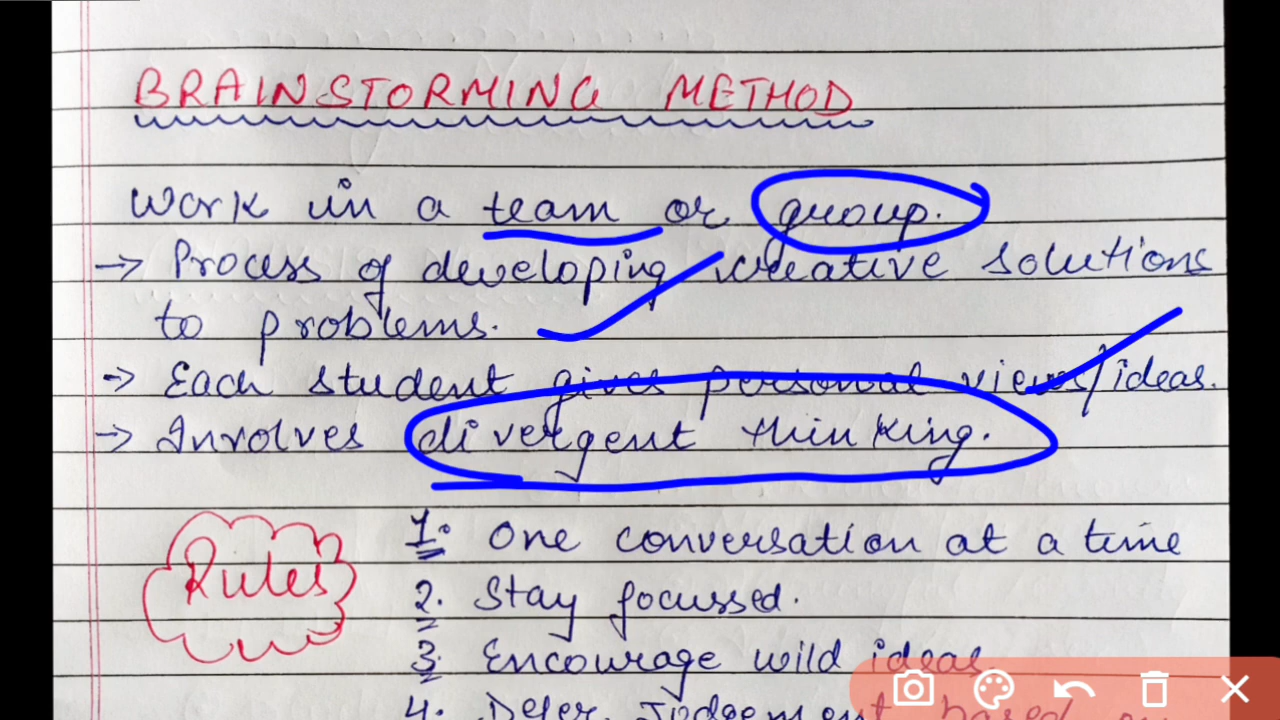 BRAINSTORMING METHOD
Work in a team or group.
→ Process of developing creative solutions
to problems.
→ Each student gives personal views/ideas.
→ Involves divergent thinking.
Rules
1. One conversation at a time
2. Stay focussed.
3. Encourage wild ideas.
4. Defer Judgement based on